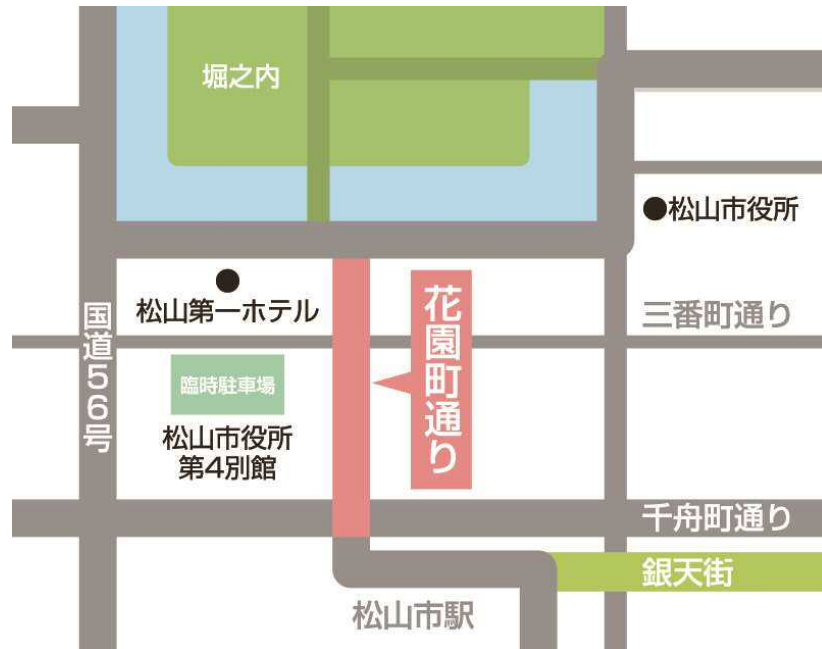 堀之内
●松山市役所
松山第一ホテル
三番町通り
国道56号
花園町通り
臨時駐車場
松山市役所
第4別館
千舟町通り
銀天街
松山市駅